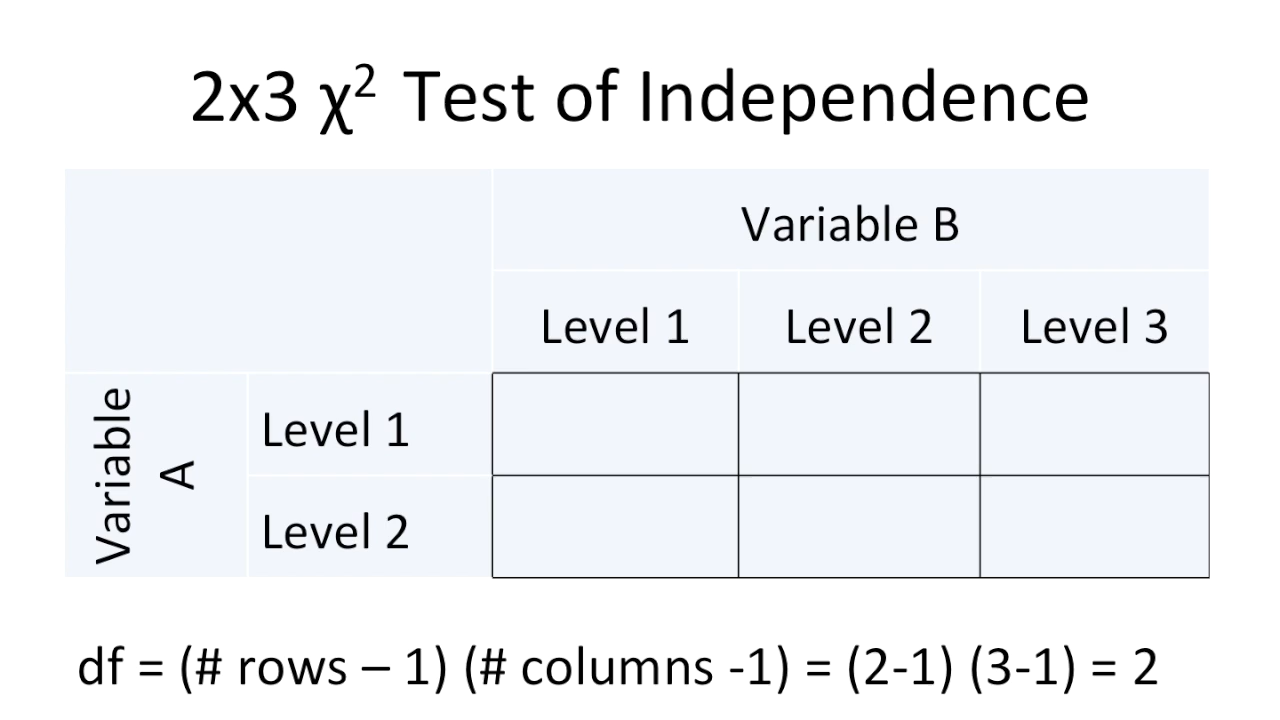 2x3 χ² Test of Independence
Variable B
Level 1 Level 2 Level 3
Variable
A
Level 1
Level 2
df = (# rows – 1) (# columns -1) = (2-1) (3-1) = 2